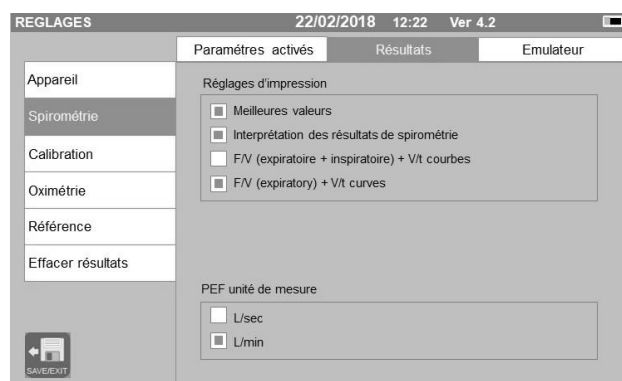 REGLAGES 22/02/2018 12:22 Ver 4.2
Paramétres activés Résultats Emulateur
Appareil
Spirométrie
Calibration
Oximétrie
Référence
Effacer résultats
Réglages d'impression
Meilleures valeurs
Interprétation des résultats de spirométrie
F/V (expiratoire + inspiratoire) + V/t courbes
F/V (expiratory) + V/t curves
PEF unité de mesure
L/sec
L/min
SAVE/EXIT